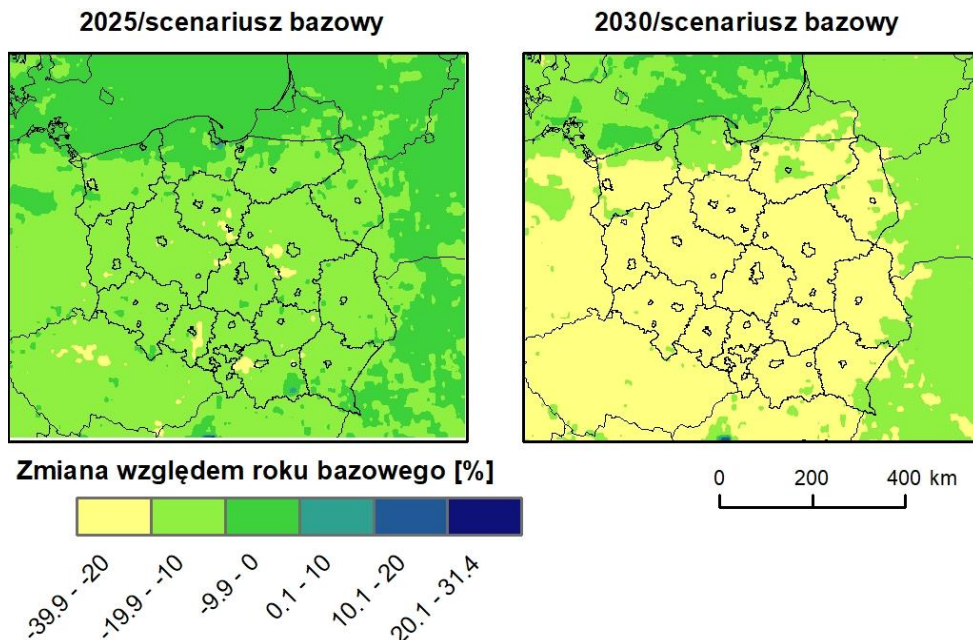 2025/scenariusz bazowy
2030/scenariusz bazowy
Zmiana względem roku bazowego [%]
-39.9 - -20
-19.9 - -10
-9.9 - 0
0.1 - 10
10.1 - 20
20.1 - 31.4
0 200 400 km